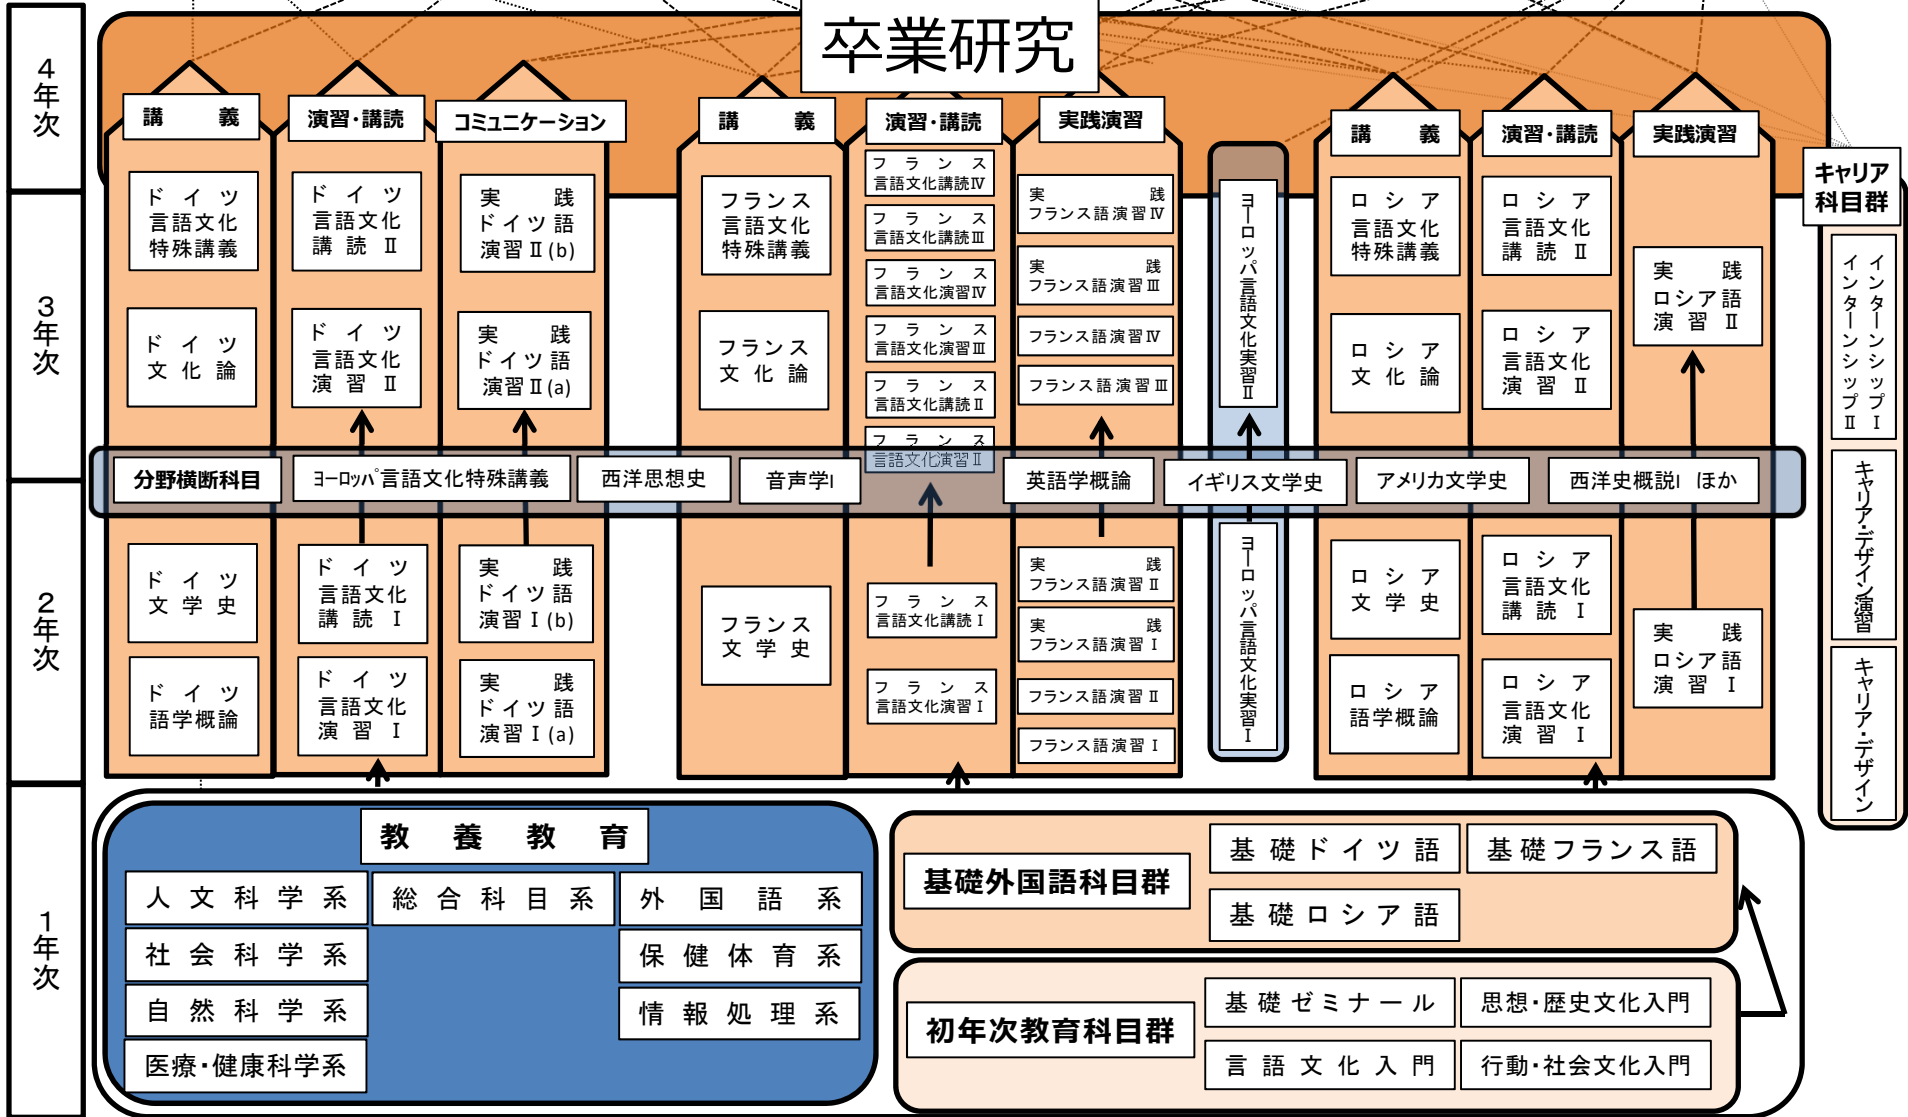 卒業研究
4年次
3年次
2年次
1年次
講義
演習・講読
コミュニケーション
講義
演習・講読
実践演習
講義
演習・講読
実践演習
キャリア
科目群
ドイツ
言語文化
特殊講義
ドイツ
文化論
ドイツ
文学史
ドイツ
語学概論
ドイツ
言語文化
講読Ⅱ
ドイツ
言語文化
演習Ⅱ
ドイツ
言語文化
講読Ⅰ
ドイツ
言語文化
演習Ⅰ
実践
ドイツ語
演習Ⅱ(b)
実践
ドイツ語
演習Ⅱ(a)
実践
ドイツ語
演習Ⅰ(b)
実践
ドイツ語
演習Ⅰ(a)
フランス
言語文化
特殊講義
フランス
文化論
フランス
文学史
フランス
言語文化講読Ⅳ
フランス
言語文化講読Ⅲ
フランス
言語文化演習Ⅳ
フランス
言語文化演習Ⅲ
フランス
言語文化講読Ⅱ
フランス
言語文化演習Ⅱ
フランス
言語文化講読Ⅰ
フランス
言語文化演習Ⅰ
実践
フランス語演習Ⅳ
実践
フランス語演習Ⅲ
フランス語演習Ⅳ
フランス語演習Ⅲ
実践
フランス語演習Ⅱ
実践
フランス語演習Ⅰ
フランス語演習Ⅱ
フランス語演習Ⅰ
ヨーロッパ言語文化実習Ⅱ
ヨーロッパ言語文化実習Ⅰ
ロシア
言語文化
特殊講義
ロシア
文化論
ロシア
文学史
ロシア
語学概論
ロシア
言語文化
講読Ⅱ
ロシア
言語文化
演習Ⅱ
ロシア
言語文化
講読Ⅰ
ロシア
言語文化
演習Ⅰ
実践
ロシア語
演習Ⅱ
実践
ロシア語
演習Ⅰ
インターンシップⅠ
インターンシップⅡ
キャリア・デザイン演習
キャリア・デザイン
分野横断科目
ヨーロッパ言語文化特殊講義
西洋思想史
音声学I
英語学概論
イギリス文学史
アメリカ文学史
西洋史概説I ほか
教養教育
人文科学系
総合科目系
外国語系
社会科学系
保健体育系
自然科学系
情報処理系
医療・健康科学系
基礎外国語科目群
基礎ドイツ語
基礎フランス語
基礎ロシア語
初年次教育科目群
基礎ゼミナール
思想・歴史文化入門
言語文化入門
行動・社会文化入門